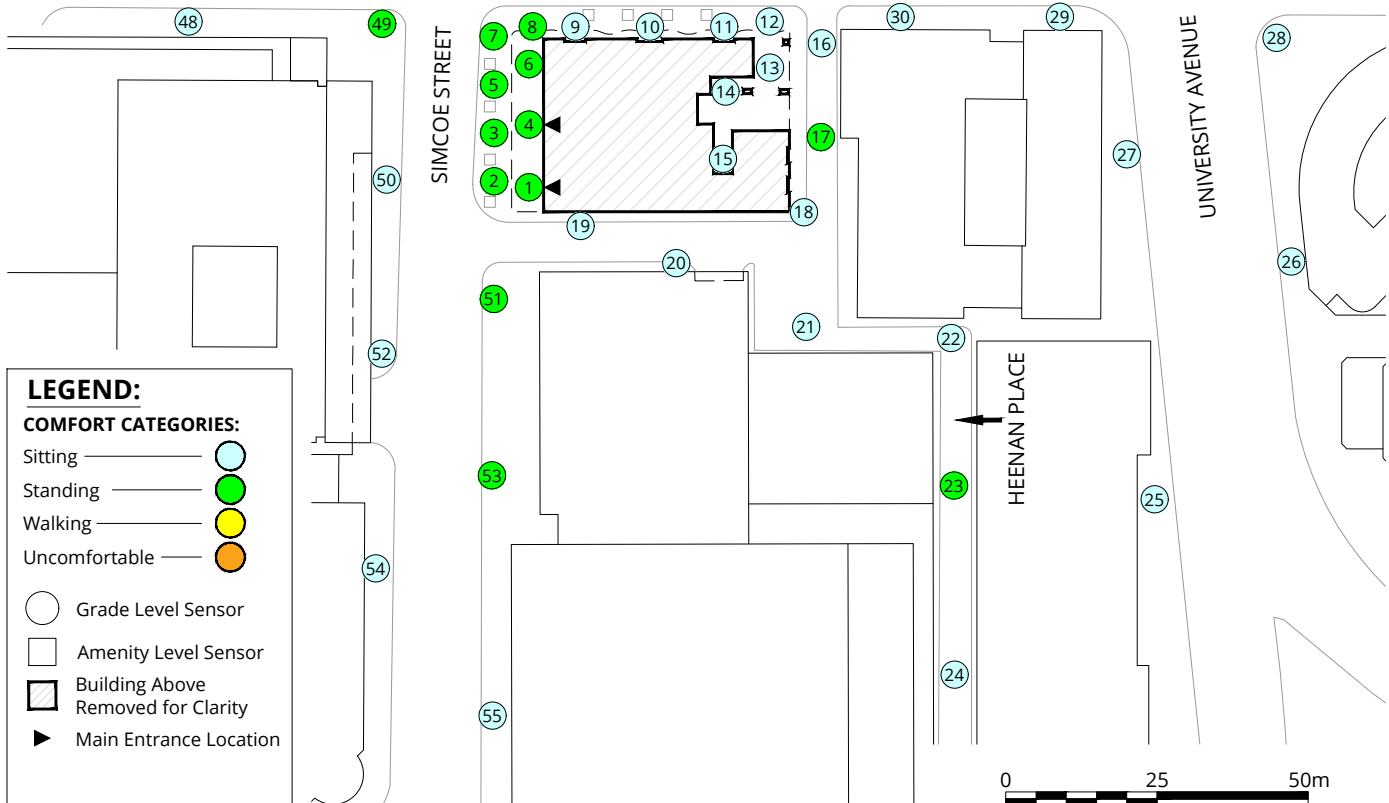 48
49
SIMCOE STREET
7
8
9
10
11
12
16
30
29
UNIVERSITY AVENUE
28
6
5
13
14
4
3
17
15
27
50
2
1
18
19
20
26
51
21
22
52
HEENAN PLACE
53
23
25
54
24
55
LEGEND:
COMFORT CATEGORIES:
Sitting
Standing
Walking
Uncomfortable
Grade Level Sensor
Amenity Level Sensor
Building Above
Removed for Clarity
Main Entrance Location
0 25 50m